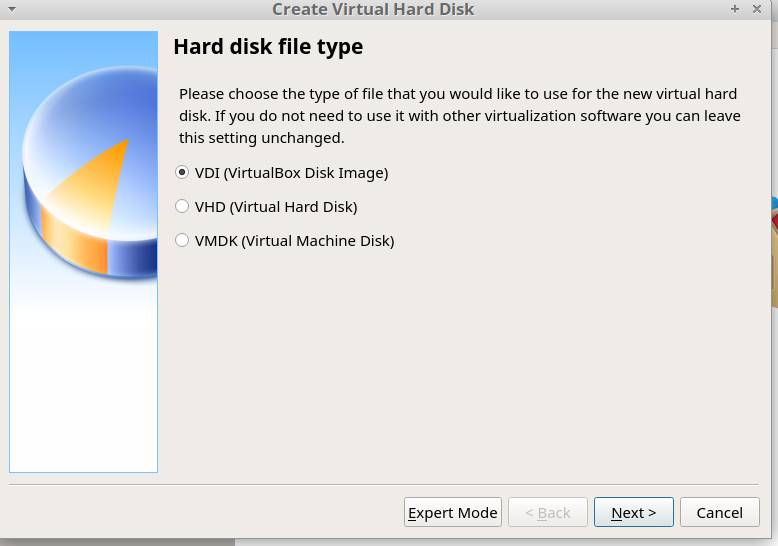 Create Virtual Hard Disk
Hard disk file type
Please choose the type of file that you would like to use for the new virtual hard
disk. If you do not need to use it with other virtualization software you can leave
this setting unchanged.
VDI (VirtualBox Disk Image)
VHD (Virtual Hard Disk)
VMDK (Virtual Machine Disk)
Expert Mode
< Back
Next >
Cancel